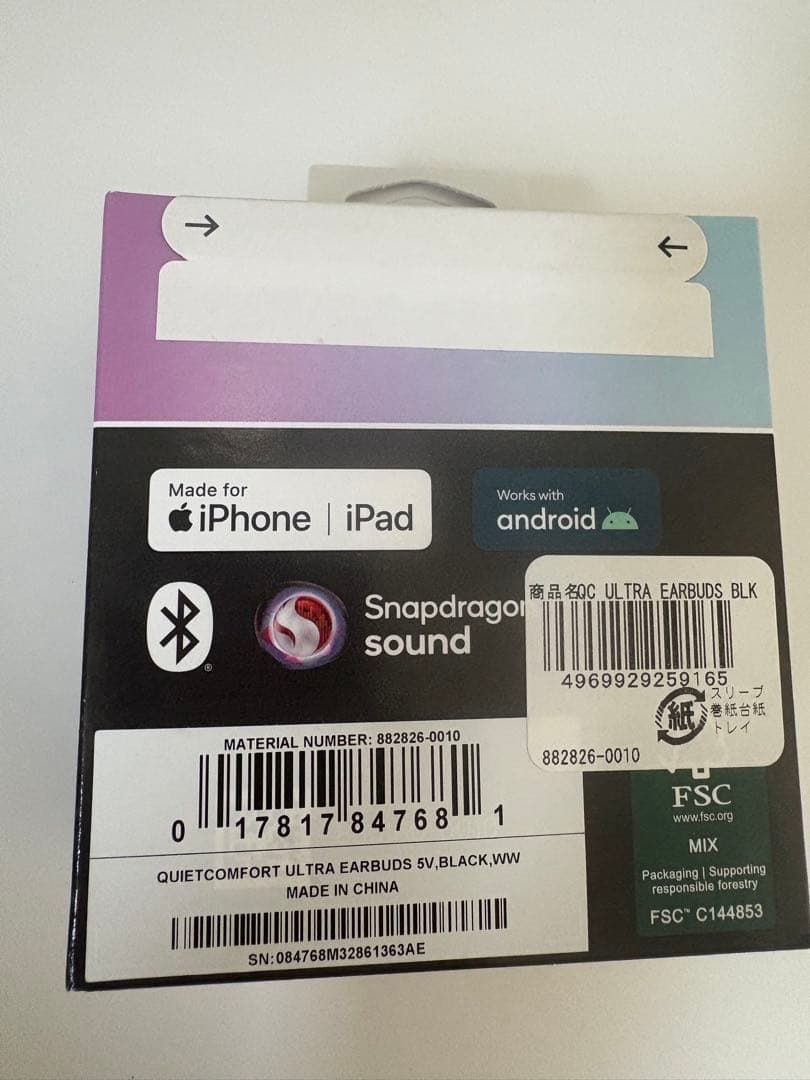 Made for
iPhone | iPad
Works with
android
Snapdragon
sound
商品名QC ULTRA EARBUDS BLK
4969929259165
紙
スリーブ
巻紙台紙
トレイ
882826-0010
MATERIAL NUMBER: 882826-0010
0 17817 84768 1
QUIETCOMFORT ULTRA EARBUDS 5V,BLACK,WW
MADE IN CHINA
SN:084768M32861363AE
FSC
www.fsc.org
MIX
Packaging | Supporting
responsible forestry
FSC™ C144853